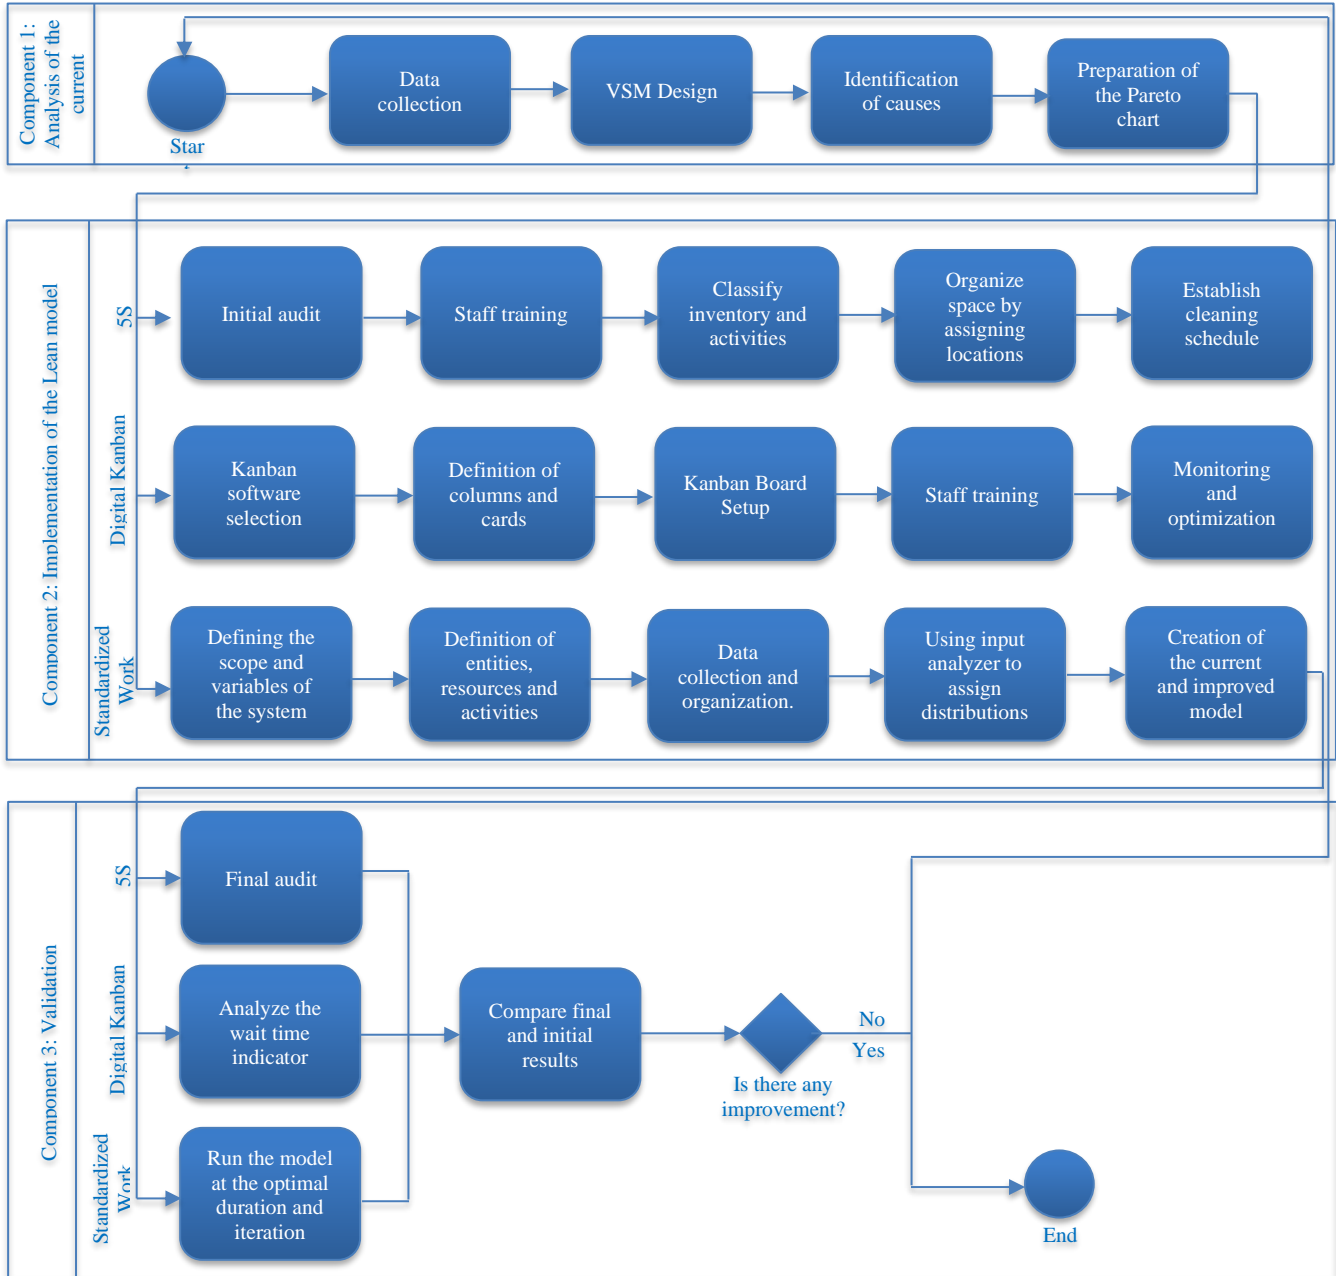 Component 1:
Analysis of the
current
Star
Data
collection
VSM Design
Identification
of causes
Preparation of
the Pareto
chart
Component 2: Implementation of the Lean model
5S
Initial audit
Staff training
Classify
inventory and
activities
Organize
space by
assigning
locations
Establish
cleaning
schedule
Digital Kanban
Kanban
software
selection
Definition of
columns and
cards
Kanban Board
Setup
Staff training
Monitoring
and
optimization
Standardized
Work
Defining the
scope and
variables of
the system
Definition of
entities,
resources and
activities
Data
collection and
organization.
Using input
analyzer to
assign
distributions
Creation of
the current
and improved
model
Component 3: Validation
5S
Final audit
Digital Kanban
Analyze the
wait time
indicator
Standardized
Work
Run the model
at the optimal
duration and
iteration
Compare final
and initial
results
Is there any
improvement?
No
Yes
End